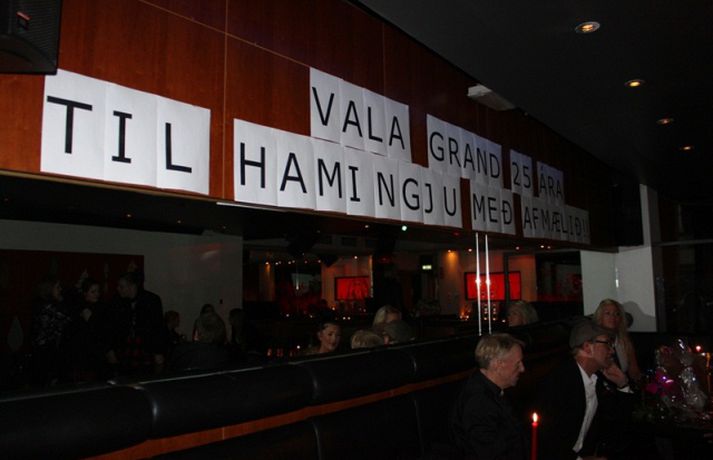 VALA GRAND 25 ÁRA
TIL HAMINGJU MEÐ AFMÆLIÐ!!